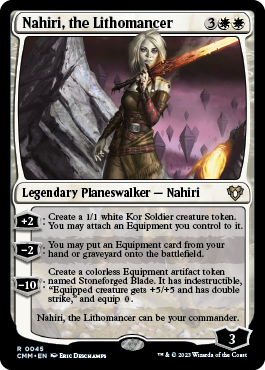 Nahiri, the Lithomancer 3
Legendary Planeswalker — Nahiri
+2 : Create a 1/1 white Kor Soldier creature token.
You may attach an Equipment you control to it.
−2 : You may put an Equipment card from your
hand or graveyard onto the battlefield.
−10 : Create a colorless Equipment artifact token
named Stoneforged Blade. It has indestructible,
"Equipped creature gets +5/+5 and has double
strike," and equip 0.
Nahiri, the Lithomancer can be your commander.
3
R 0045
CMM • EN Eric Deschamps
™ & © 2023 Wizards of the Coast